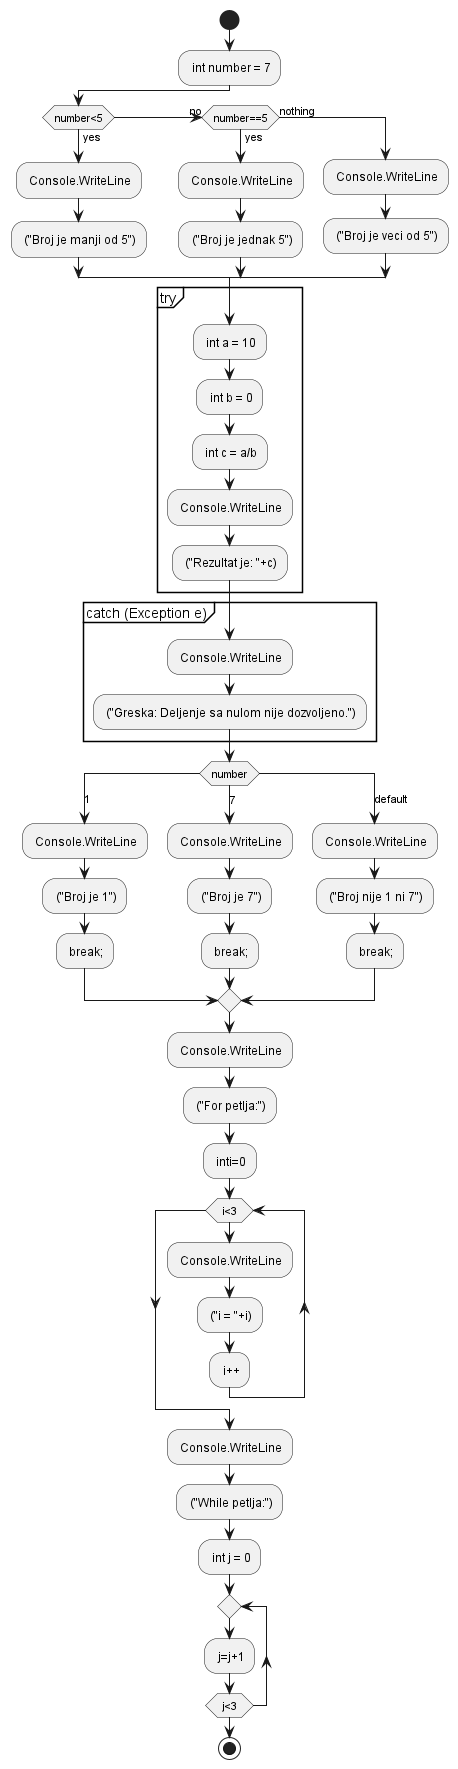 int number = 7
number<5
no
number==5
nothing
yes
yes
Console.WriteLine
Console.WriteLine
Console.WriteLine
("Broj je manji od 5")
("Broj je jednak 5")
("Broj je veci od 5")
try
int a = 10
int b = 0
int c = a/b
Console.WriteLine
("Rezultat je: "+c)
catch (Exception e)
Console.WriteLine
("Greska: Deljenje sa nulom nije dozvoljeno.")
number
1
7
default
Console.WriteLine
Console.WriteLine
Console.WriteLine
("Broj je 1")
("Broj je 7")
("Broj nije 1 ni 7")
break;
break;
break;
Console.WriteLine
("For petlja:")
inti=0
i<3
Console.WriteLine
("i = "+i)
i++
Console.WriteLine
("While petlja:")
int j = 0
j=j+1
j<3